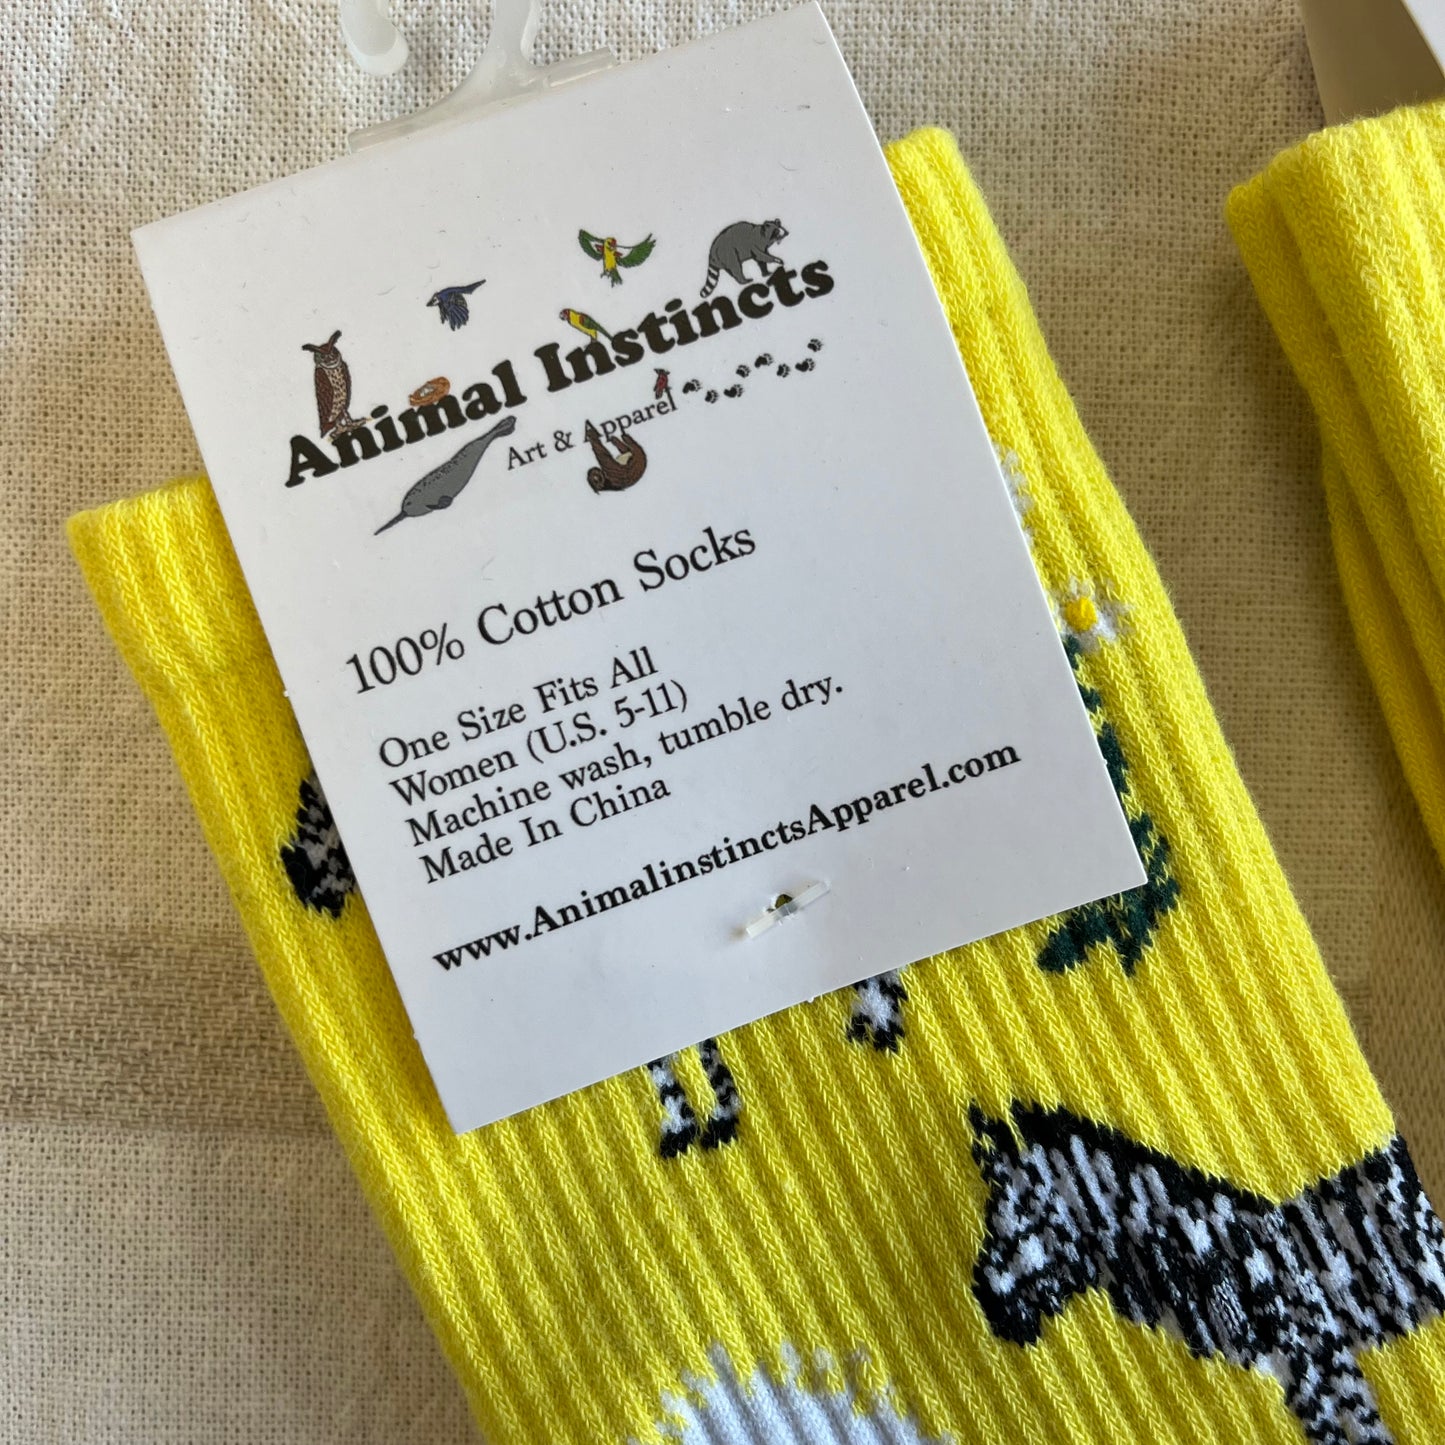 Animal Instincts
Art & Apparel
100% Cotton Socks
One Size Fits All
Women (U.S. 5-11)
Machine wash, tumble dry.
Made In China
www.AnimalinstinctsApparel.com